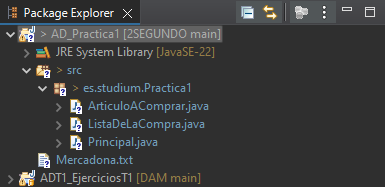 Package Explorer
> AD_Practica1 [2SEGUNDO main]
JRE System Library [JavaSE-22]
> src
> es.studium.Practica1
> ArticuloAComprar.java
> ListaDeLaCompra.java
> Principal.java
Mercadona.txt
ADT1_EjerciciosT1 [DAM main]